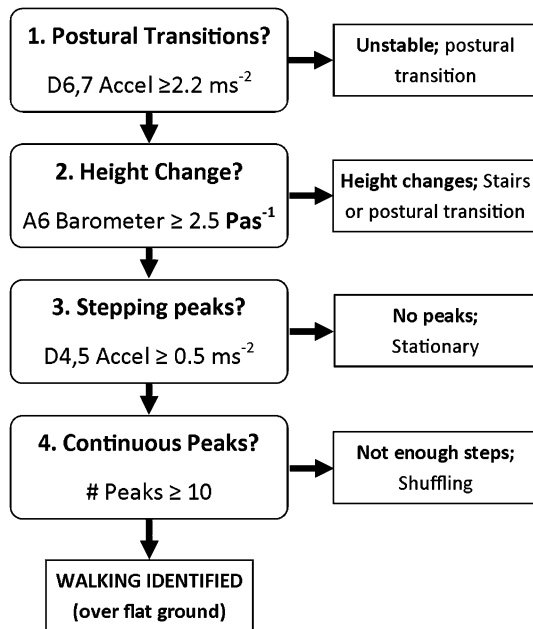 1. Postural Transitions?
D6,7 Accel ≥2.2 ms⁻²
Unstable; postural
transition
2. Height Change?
A6 Barometer ≥ 2.5 Pas⁻¹
Height changes; Stairs
or postural transition
3. Stepping peaks?
D4,5 Accel ≥ 0.5 ms⁻²
No peaks;
Stationary
4. Continuous Peaks?
# Peaks ≥ 10
Not enough steps;
Shuffling
WALKING IDENTIFIED
(over flat ground)